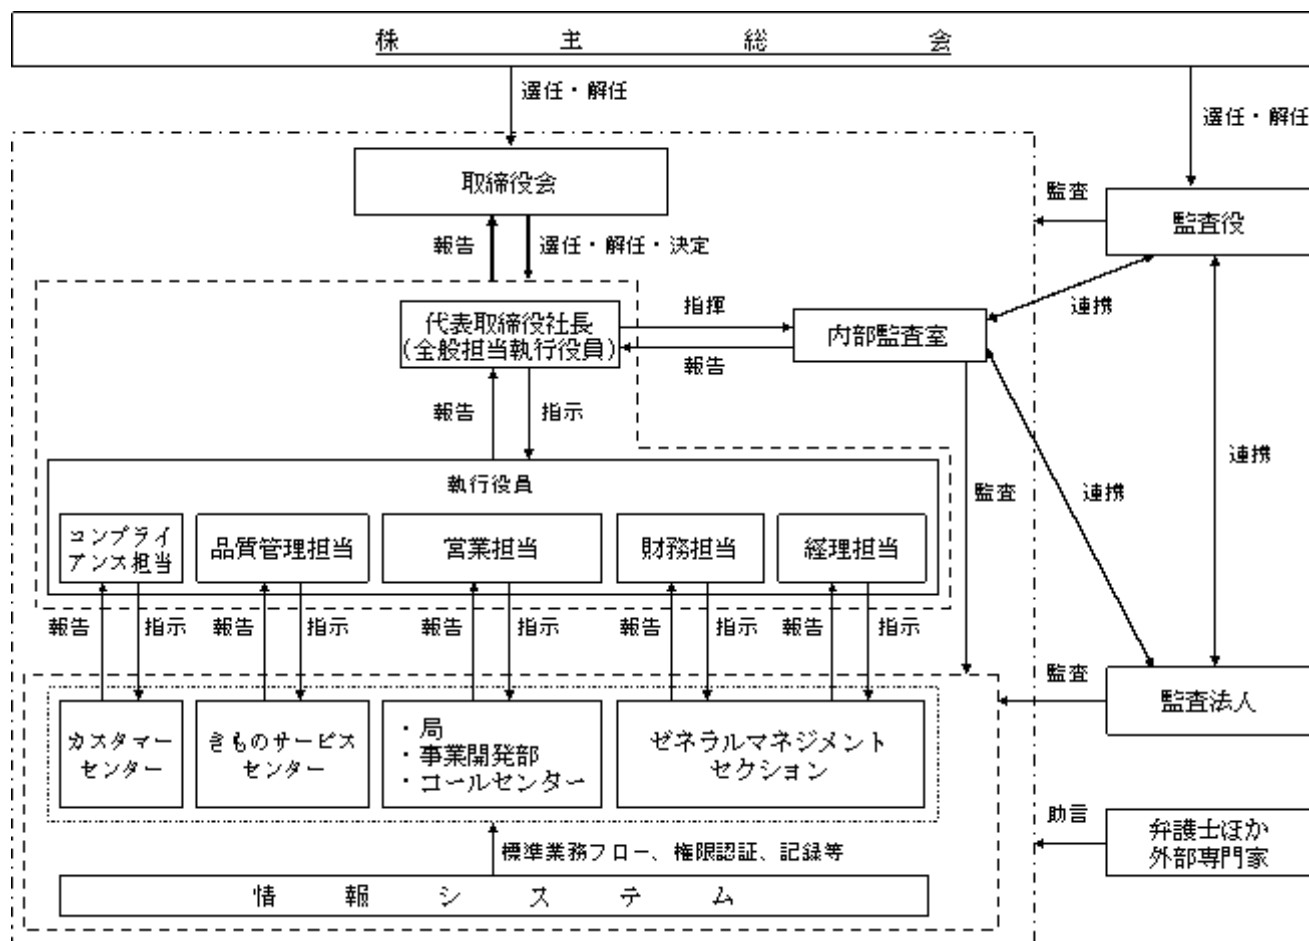 株主総会
選任・解任
選任・解任
取締役会
監査
監査役
報告
選任・解任・決定
代表取締役社長
(全般担当執行役員)
指揮
報告
内部監査室
連携
報告
指示
連携
連携
監査
執行役員
コンプライ
アンス担当
品質管理担当
営業担当
財務担当
経理担当
報告
指示
報告
指示
報告
指示
報告
指示
報告
指示
監査
監査法人
カスタマー
センター
きものサービス
センター
・局
・事業開発部
・コールセンター
ゼネラルマネジメント
セクション
助言
弁護士ほか
外部専門家
標準業務フロー、権限認証、記録等
情報システム